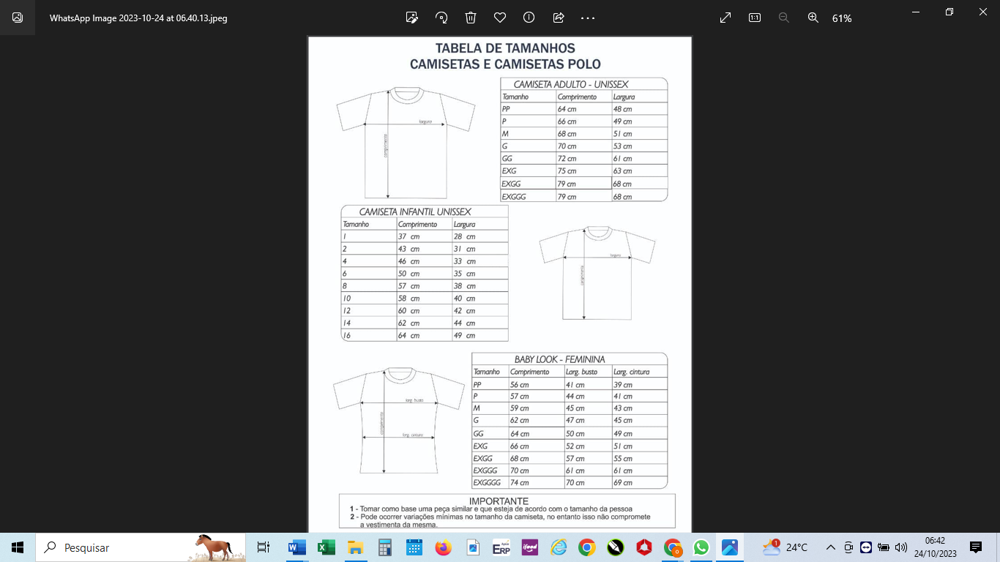 WhatsApp Image 2023-10-24 at 06.40.13.jpeg
1:1
61%
TABELA DE TAMANHOS
CAMISETAS E CAMISETAS POLO
CAMISETA ADULTO - UNISSEX
Tamanho Comprimento Largura
PP 64 cm 48 cm
P 66 cm 49 cm
M 68 cm 51 cm
G 70 cm 53 cm
GG 72 cm 61 cm
EXG 75 cm 63 cm
EXGG 79 cm 68 cm
EXGGG 79 cm 68 cm
largura
comprimento
CAMISETA INFANTIL UNISSEX
Tamanho Comprimento Largura
1 37 cm 28 cm
2 43 cm 31 cm
4 46 cm 33 cm
6 50 cm 35 cm
8 57 cm 38 cm
10 58 cm 40 cm
12 60 cm 42 cm
14 62 cm 44 cm
16 64 cm 49 cm
largura
comprimento
BABY LOOK - FEMININA
Tamanho Comprimento Larg. busto Larg. cintura
PP 56 cm 41 cm 39 cm
P 57 cm 44 cm 41 cm
M 59 cm 45 cm 43 cm
G 62 cm 47 cm 45 cm
GG 64 cm 50 cm 49 cm
EXG 66 cm 52 cm 51 cm
EXGG 68 cm 57 cm 55 cm
EXGGG 70 cm 61 cm 61 cm
EXGGGG 74 cm 70 cm 69 cm
larg. busto
comprimento
larg. cintura
IMPORTANTE
1 - Tomar como base uma peça similar e que esteja de acordo com o tamanho da pessoa
2 - Pode ocorrer variações mínimas no tamanho da camiseta, no entanto isso não compromete
a vestimenta da mesma.
Pesquisar
ERP
ifood
1
24°C
06:42
24/10/2023